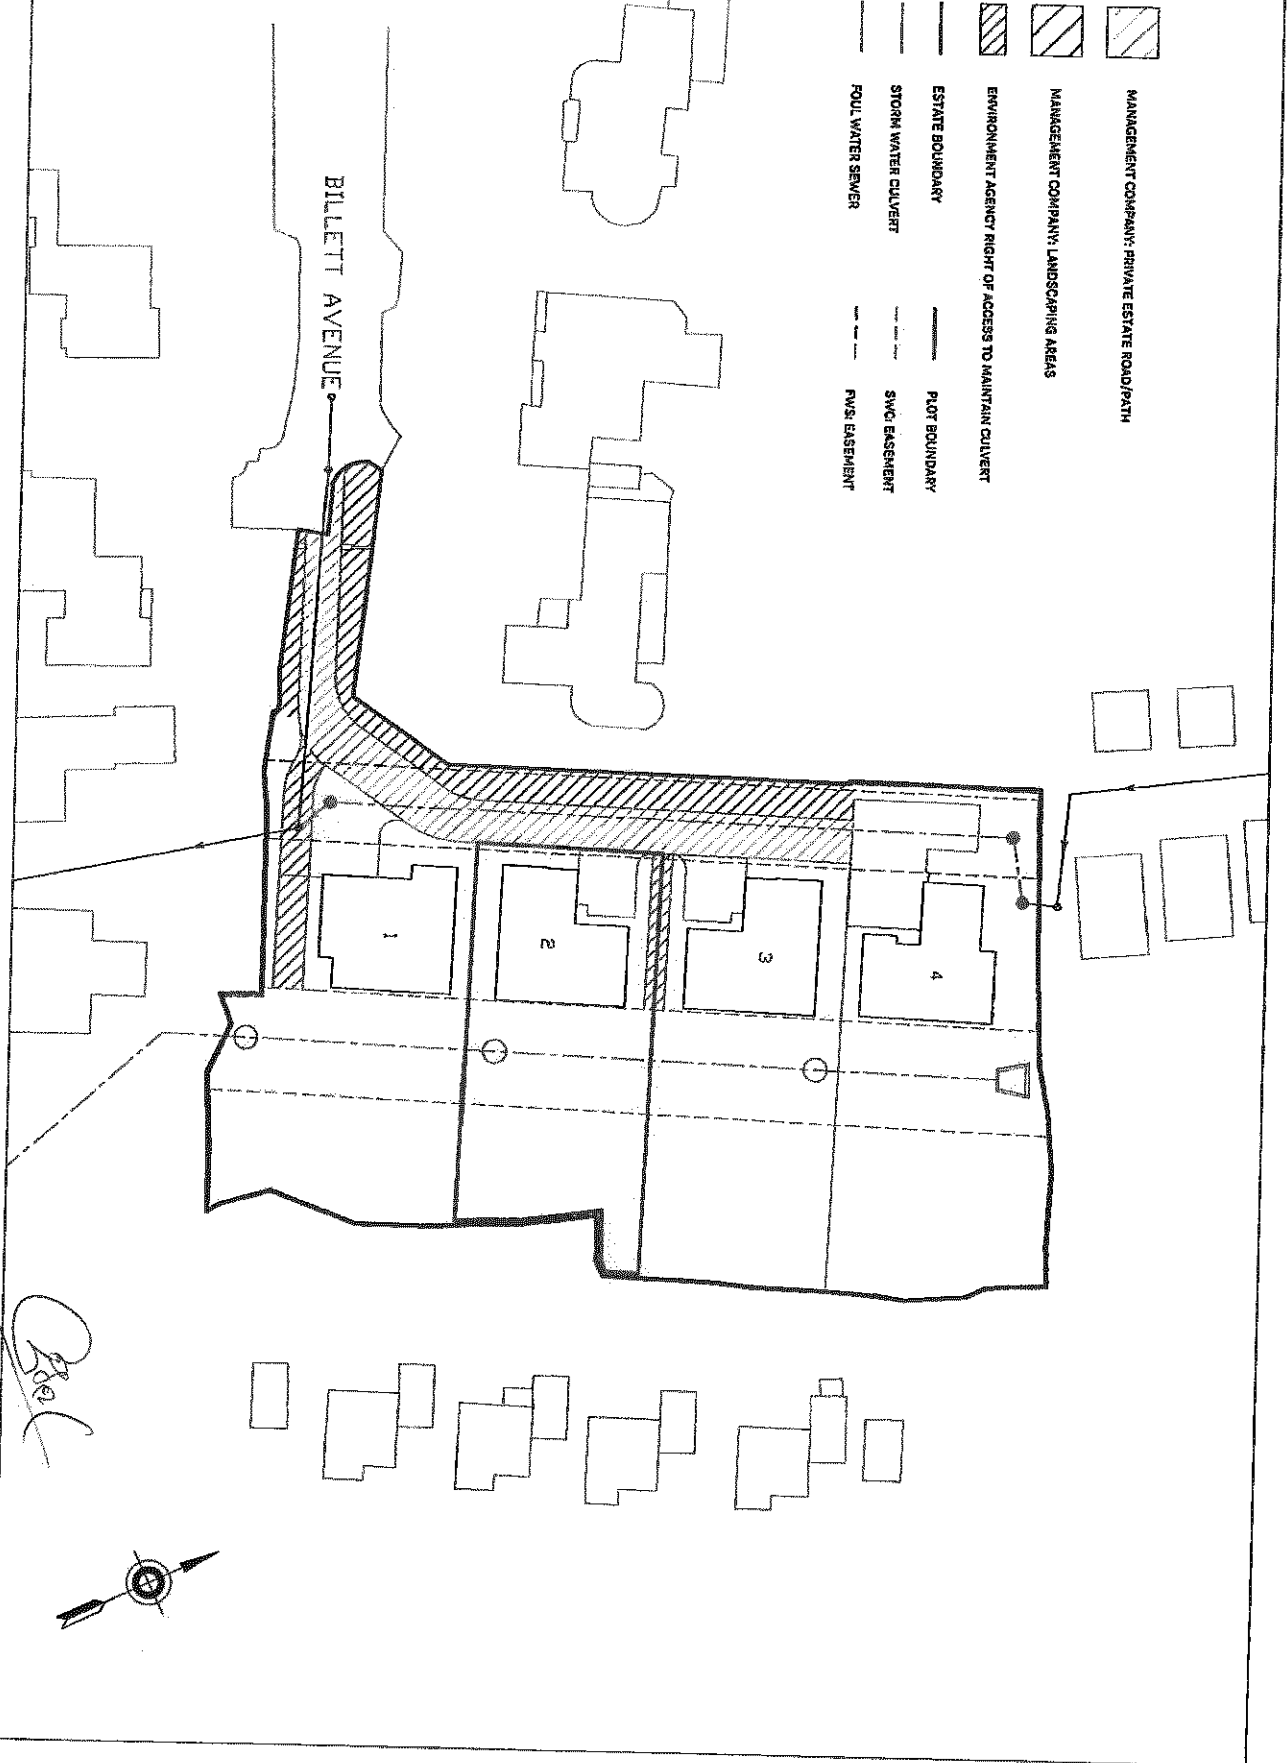 MANAGEMENT COMPANY: PRIVATE ESTATE ROAD/PATH
MANAGEMENT COMPANY: LANDSCAPING AREAS
ENVIRONMENT AGENCY RIGHT OF ACCESS TO MAINTAIN CULVERT
ESTATE BOUNDARY
PLOT BOUNDARY
STORM WATER CULVERT
SWC: EASEMENT
FOUL WATER SEWER
FWS: EASEMENT
BILLETT AVENUE
1
2
3
4